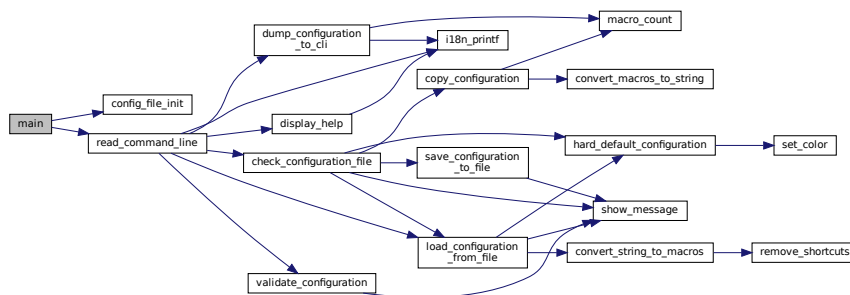 main
config_file_init
read_command_line
dump_configuration
_to_cli
i18n_printf
display_help
check_configuration_file
validate_configuration
copy_configuration
save_configuration
_to_file
load_configuration
_from_file
macro_count
convert_macros_to_string
hard_default_configuration
show_message
convert_string_to_macros
set_color
remove_shortcuts